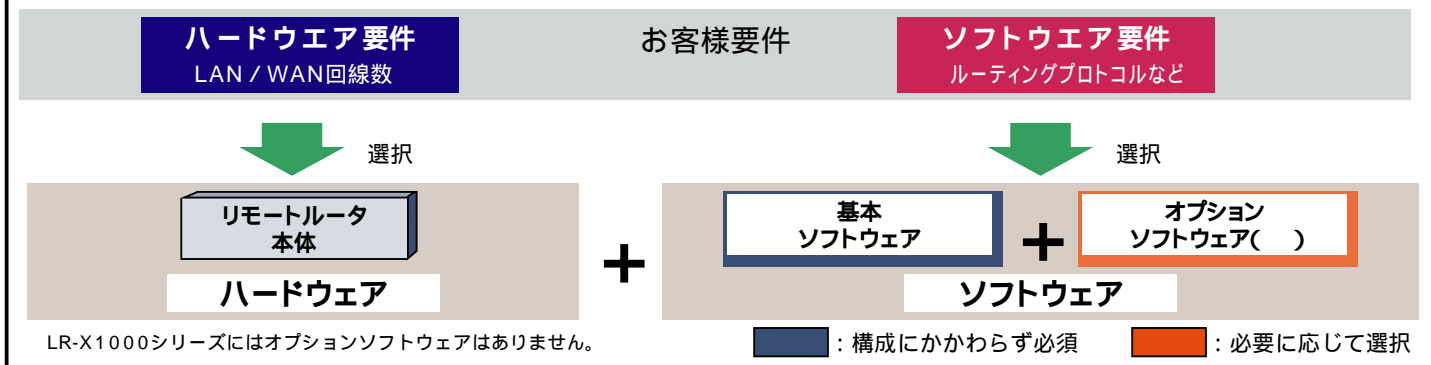 ハードウエア要件
LAN / WAN回線数
お客様要件
ソフトウエア要件
ルーティングプロトコルなど
選択
選択
リモートルータ
本体
ハードウェア
+
基本
ソフトウェア
+
オプション
ソフトウェア(　)
ソフトウェア
LR-X1000シリーズにはオプションソフトウェアはありません。
:構成にかかわらず必須
:必要に応じて選択